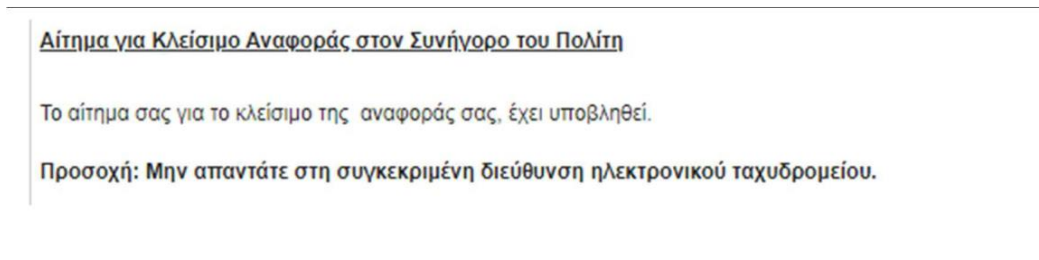 Αίτημα για Κλείσιμο Αναφοράς στον Συνήγορο του Πολίτη
Το αίτημα σας για το κλείσιμο της αναφοράς σας, έχει υποβληθεί.
Προσοχή: Μην απαντάτε στη συγκεκριμένη διεύθυνση ηλεκτρονικού ταχυδρομείου.